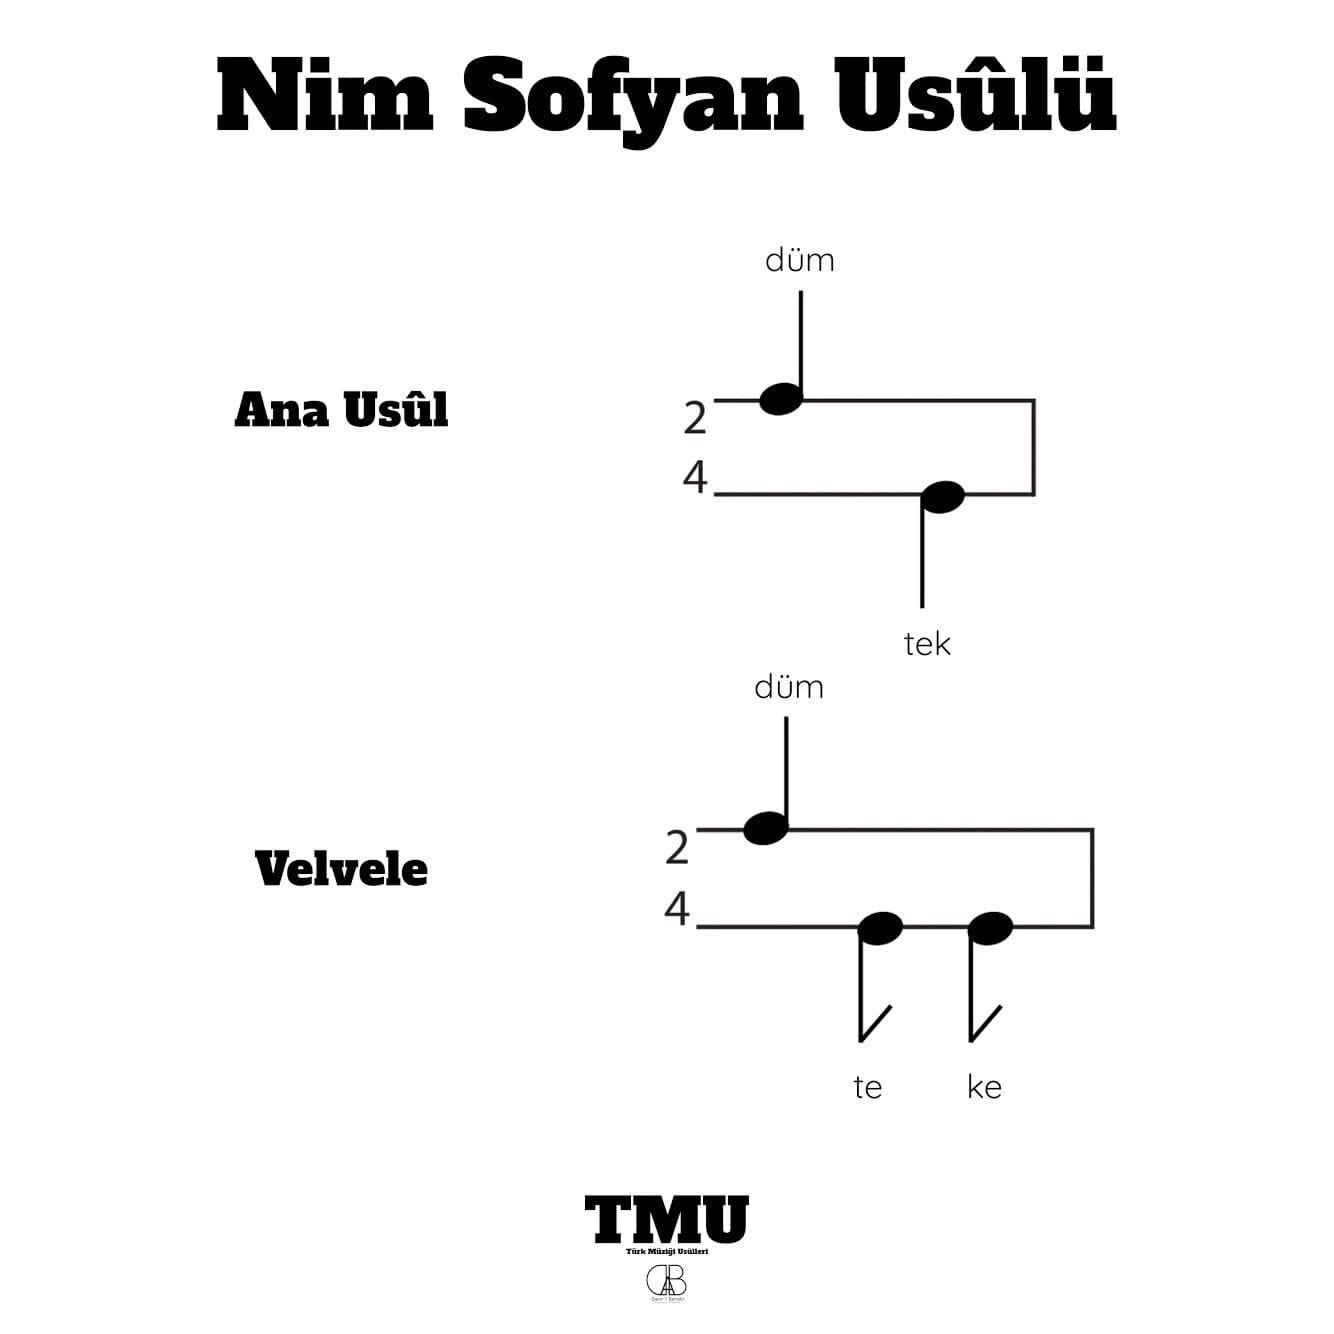 Nim Sofyan Usûlü
düm
Ana Usûl
2
4
tek
düm
Velvele
2
4
te ke
TMU
Türk Müziği Usûlleri